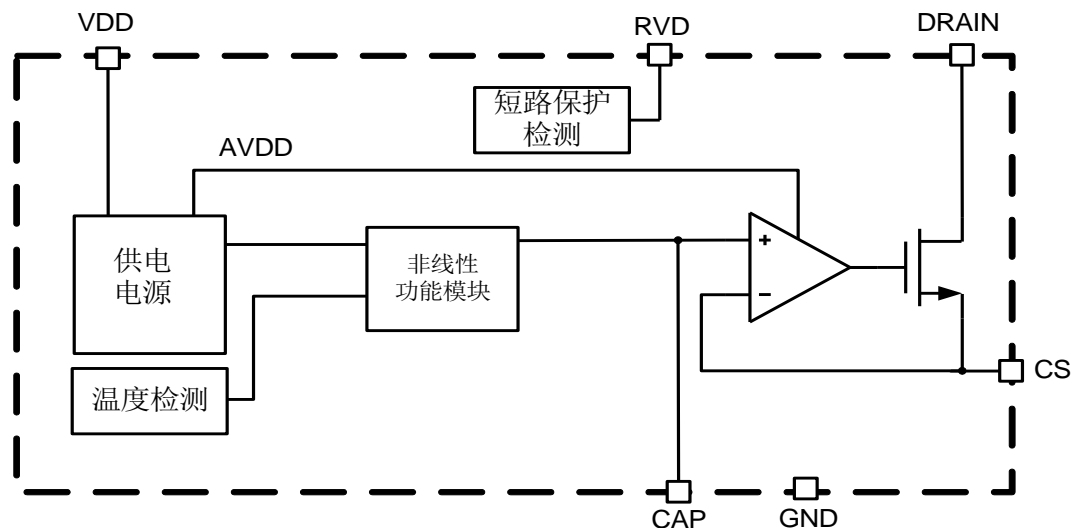 VDD
RVD
DRAIN
短路保护
检测
AVDD
供电
电源
非线性
功能模块
+
−
温度检测
CS
CAP
GND